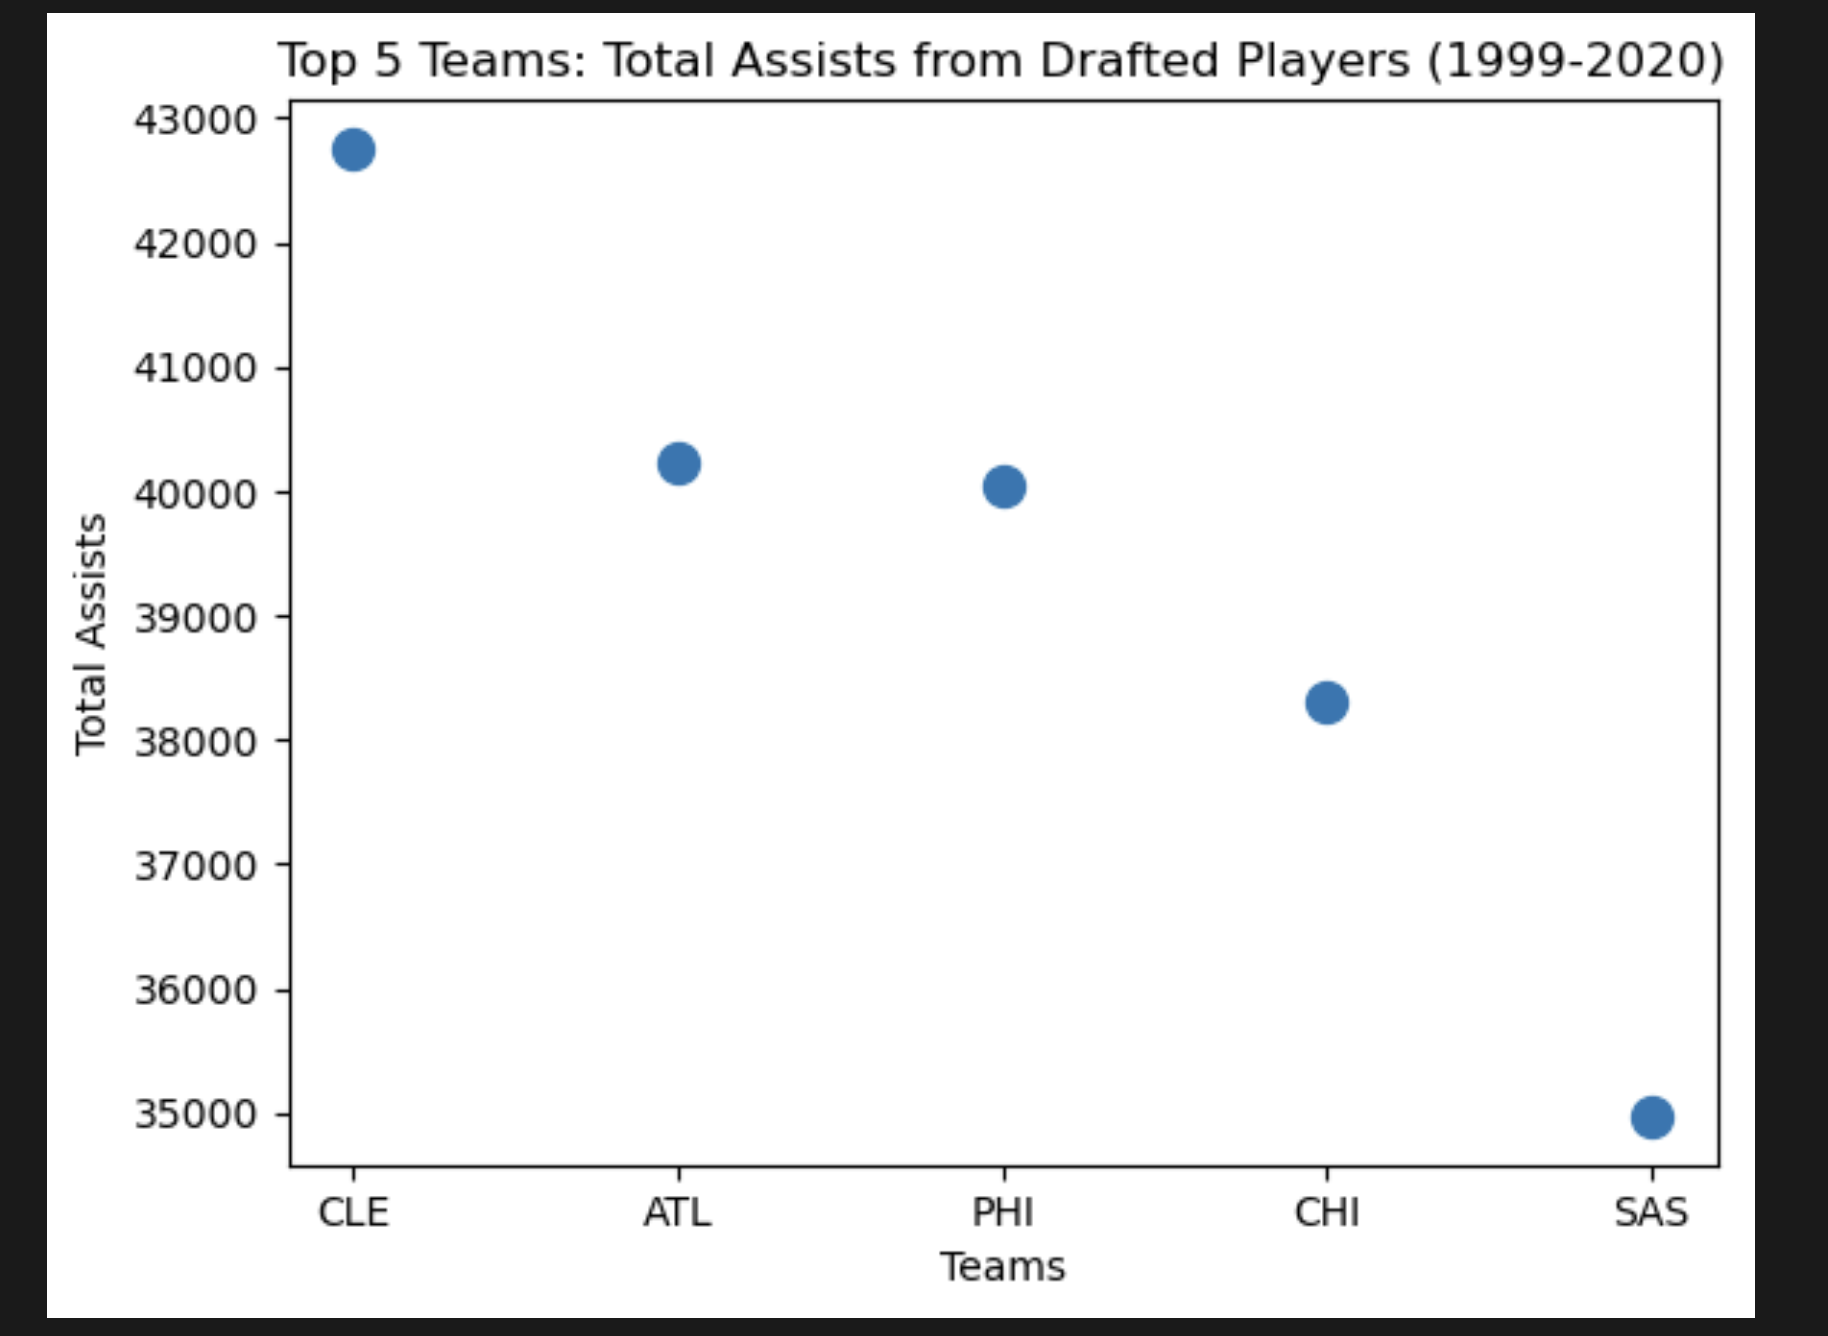 Top 5 Teams: Total Assists from Drafted Players (1999-2020)
43000
42000
41000
40000
39000
38000
37000
36000
35000
Total Assists
CLE ATL PHI CHI SAS
Teams